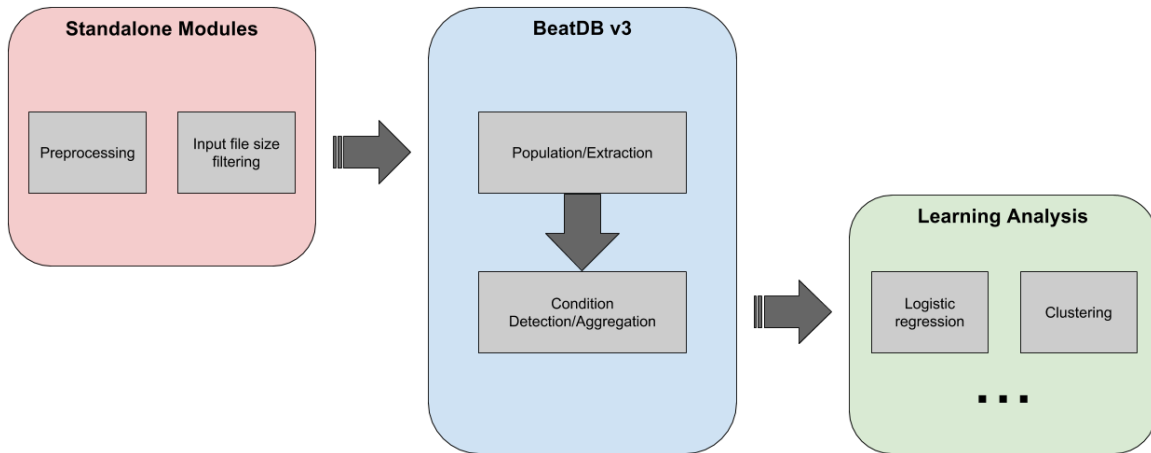 Standalone Modules
Preprocessing
Input file size
filtering
BeatDB v3
Population/Extraction
Condition
Detection/Aggregation
Learning Analysis
Logistic
regression
Clustering
...